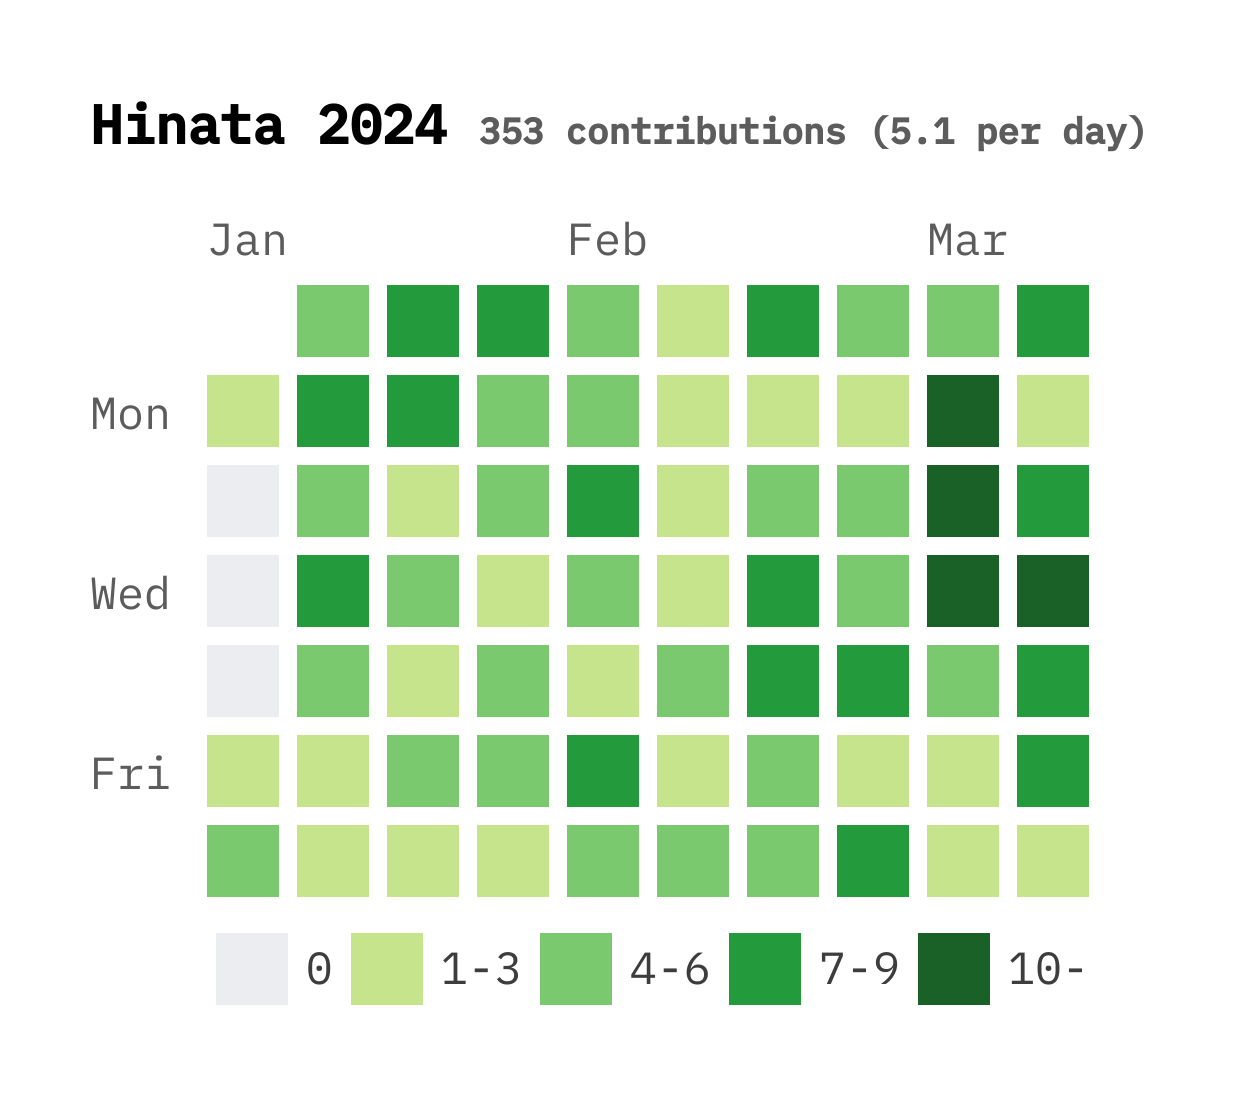 Hinata 2024 353 contributions (5.1 per day)
Jan Feb Mar
Mon
Wed
Fri
0 1-3 4-6 7-9 10-